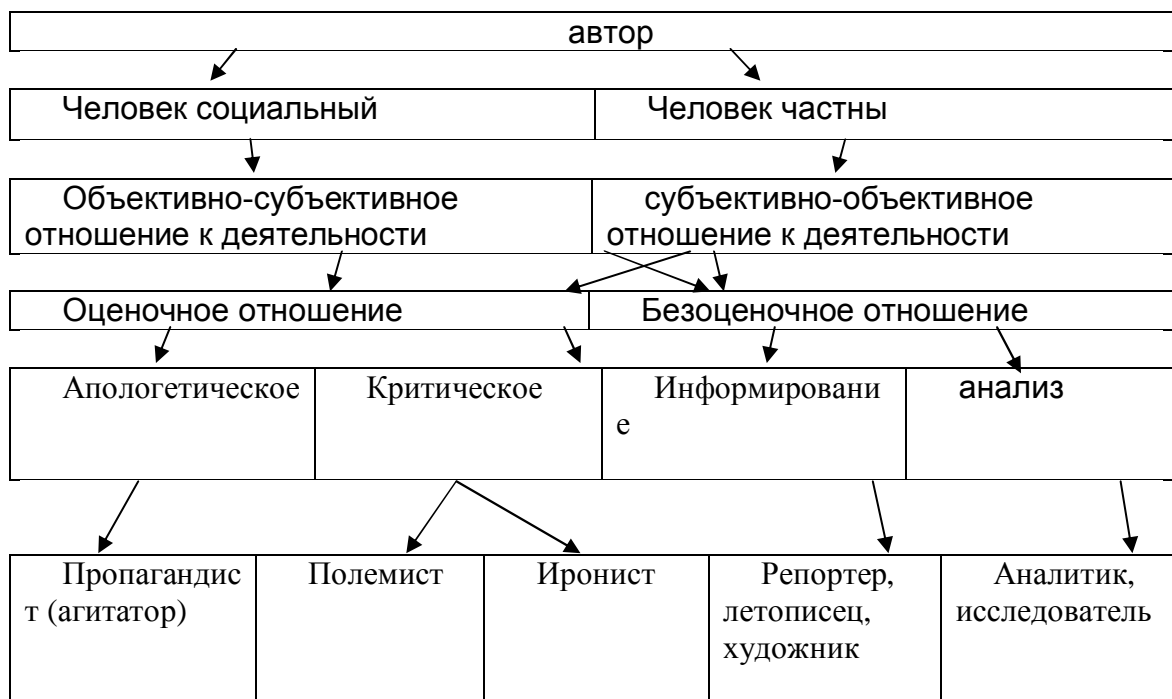 автор
Человек социальный
Человек частны
Объективно-субъективное
отношение к деятельности
субъективно-объективное
отношение к деятельности
Оценочное отношение
Безоценочное отношение
Апологетическое
Критическое
Информировани
е
анализ
Пропагандис
т (агитатор)
Полемист
Иронист
Репортер,
летописец,
художник
Аналитик,
исследователь